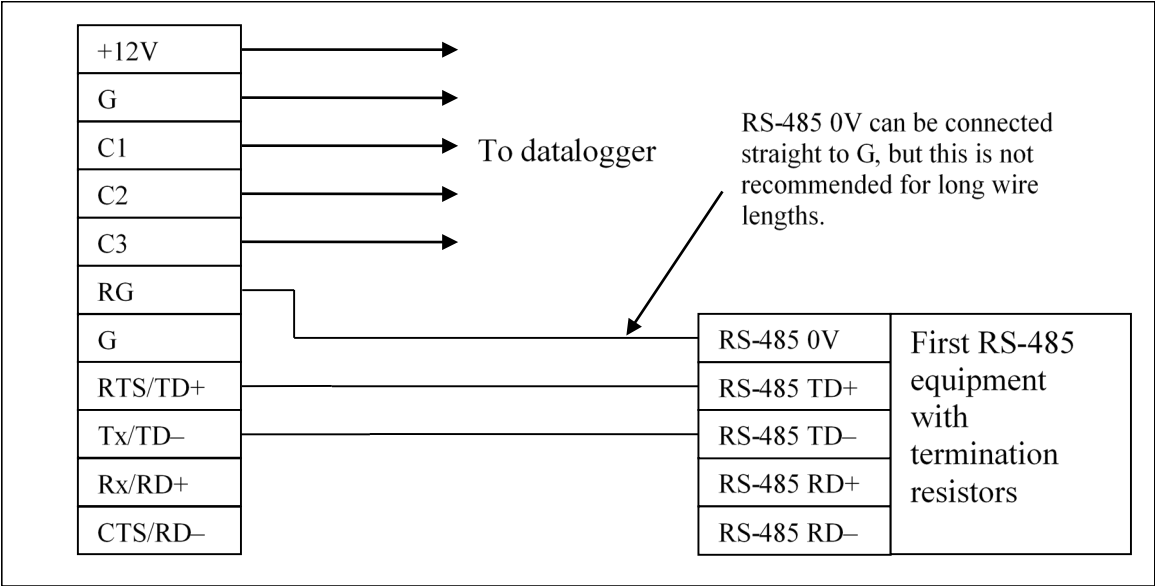 +12V
G
C1
C2
C3
RG
G
RTS/TD+
Tx/TD–
Rx/RD+
CTS/RD–
To datalogger
RS-485 0V can be connected
straight to G, but this is not
recommended for long wire
lengths.
RS-485 0V
RS-485 TD+
RS-485 TD–
RS-485 RD+
RS-485 RD–
First RS-485
equipment
with
termination
resistors